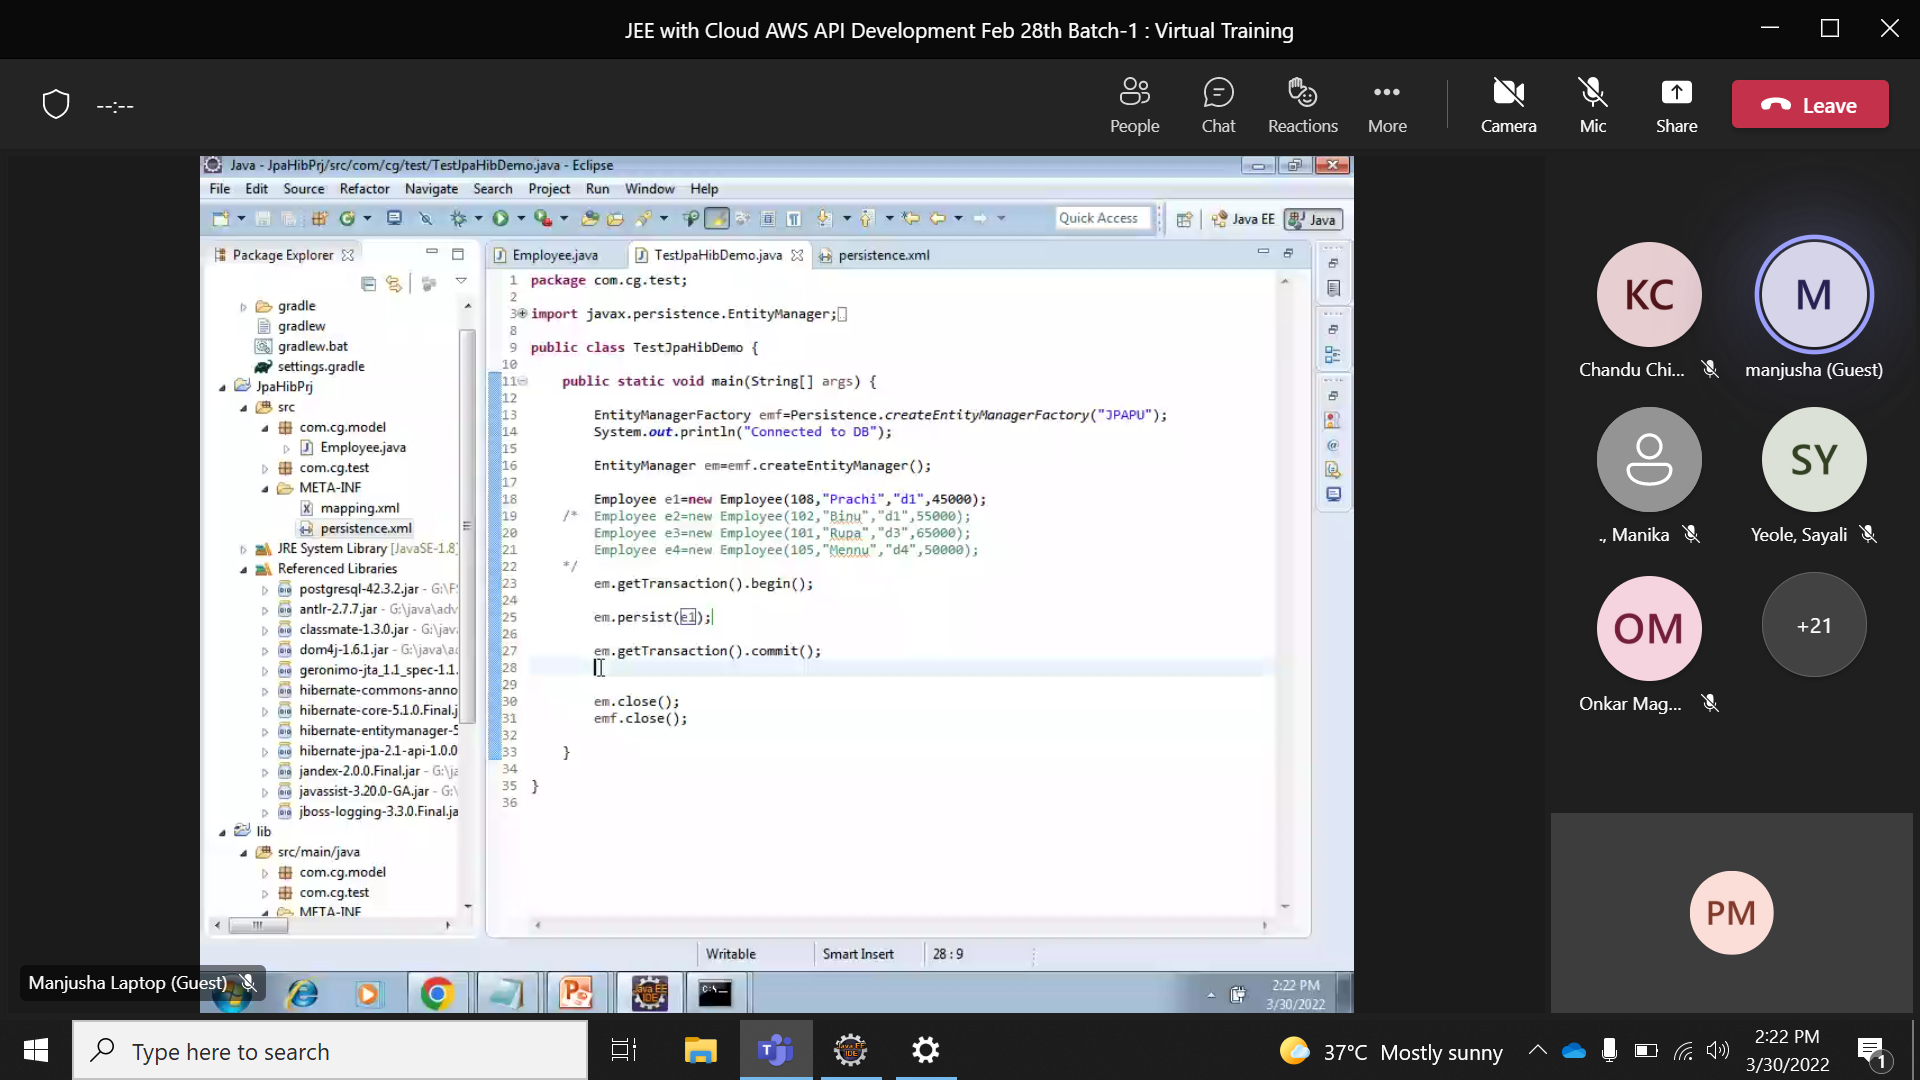 JEE with Cloud AWS API Development Feb 28th Batch-1 : Virtual Training
--:--
People
Chat
Reactions
More
Camera
Mic
Share
Leave
Java - JpaHibPrj/src/com/cg/test/TestJpaHibDemo.java - Eclipse
File Edit Source Refactor Navigate Search Project Run Window Help
Quick Access
Java EE
Java
Package Explorer
gradle
gradlew
gradlew.bat
settings.gradle
JpaHibPrj
src
com.cg.model
Employee.java
com.cg.test
META-INF
mapping.xml
persistence.xml
JRE System Library [JavaSE-1.8]
Referenced Libraries
postgresql-42.3.2.jar - G:\FS
antlr-2.7.7.jar - G:\java\adv
classmate-1.3.0.jar - G:\jav
dom4j-1.6.1.jar - G:\java\a
geronimo-jta_1.1_spec-1.1.
hibernate-commons-anno
hibernate-core-5.1.0.Final.j
hibernate-entitymanager-5
hibernate-jpa-2.1-api-1.0.0
jandex-2.0.0.Final.jar - G:\ja
javassist-3.20.0-GA.jar - G:\
jboss-logging-3.3.0.Final.ja
lib
src/main/java
com.cg.model
com.cg.test
META-INF
Employee.java
TestJpaHibDemo.java
persistence.xml
1 package com.cg.test;
2
3 import javax.persistence.EntityManager;
8
9 public class TestJpaHibDemo {
10
11 public static void main(String[] args) {
12
13 EntityManagerFactory emf=Persistence.createEntityManagerFactory("JPAPU");
14 System.out.println("Connected to DB");
15
16 EntityManager em=emf.createEntityManager();
17
18 Employee e1=new Employee(108,"Prachi","d1",45000);
19 /* Employee e2=new Employee(102,"Binu","d1",55000);
20 Employee e3=new Employee(101,"Rupa","d3",65000);
21 Employee e4=new Employee(105,"Mennu","d4",50000);
22 */
23 em.getTransaction().begin();
24
25 em.persist(e1);
26
27 em.getTransaction().commit();
28
29
30 em.close();
31 emf.close();
32
33 }
34
35 }
36
Writable
Smart Insert
28 : 9
Java EE
IDE
C:\_
2:22 PM
3/30/2022
Manjusha Laptop (Guest)
KC
Chandu Chi...
M
manjusha (Guest)
., Manika
SY
Yeole, Sayali
OM
Onkar Mag...
+21
PM
Type here to search
Java EE
IDE
37°C Mostly sunny
2:22 PM
3/30/2022
1